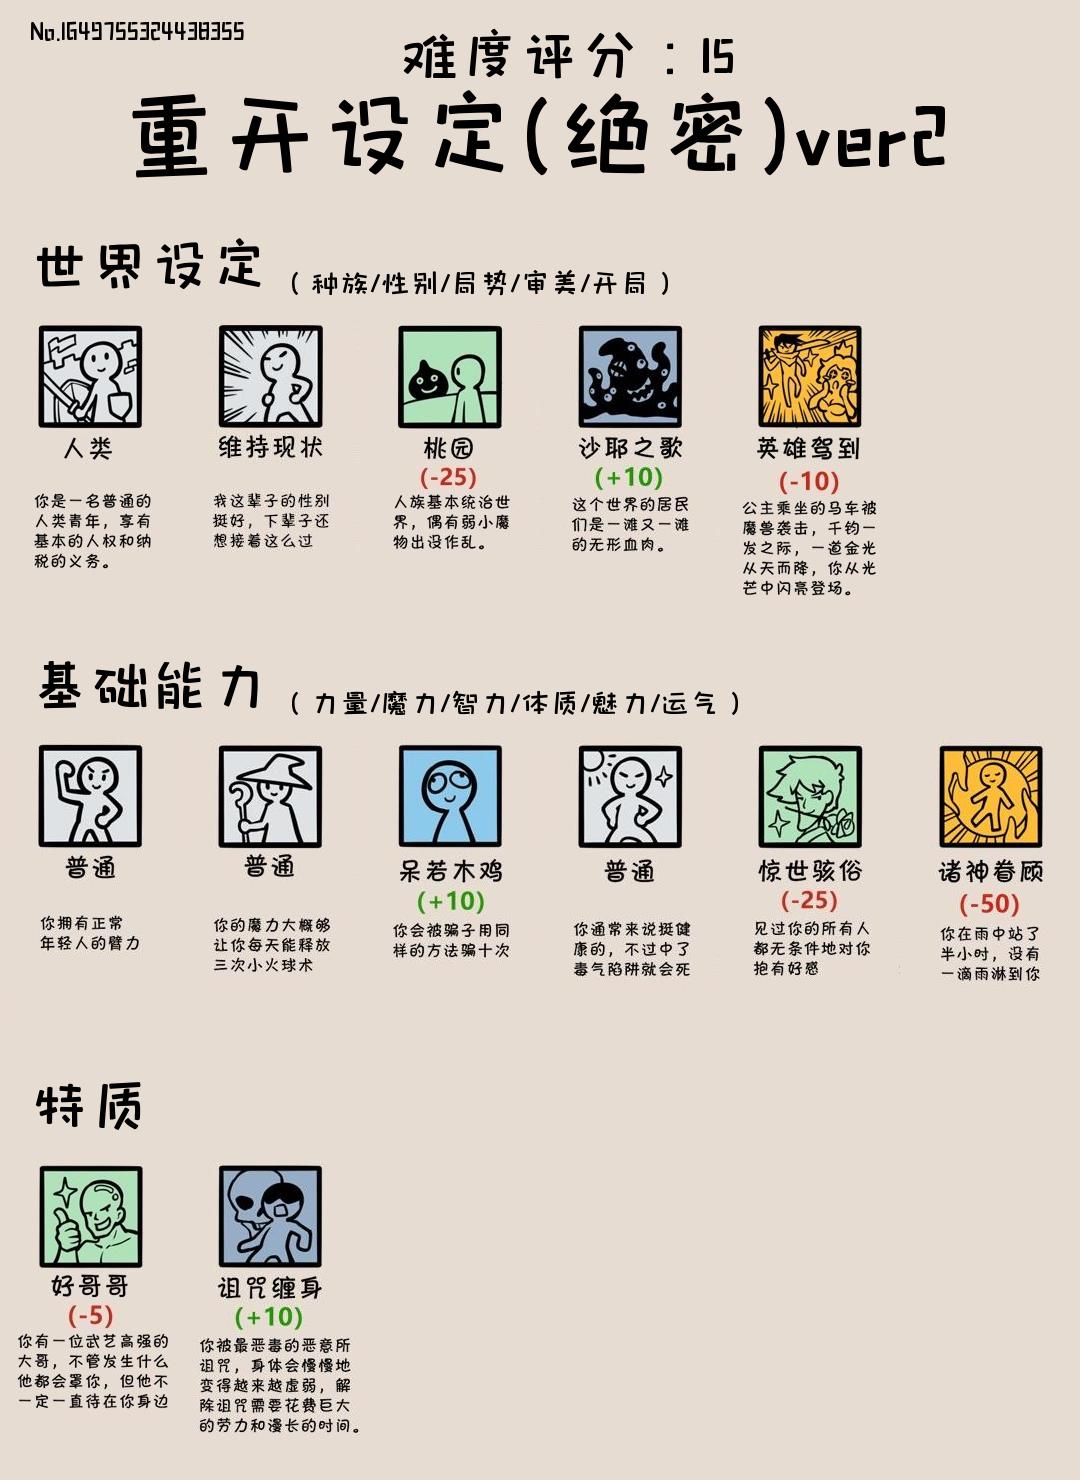 No.1649755324438355
难度评分：15
重开设定(绝密)ver2
世界设定（种族/性别/局势/审美/开局）
人类
你是一名普通的
人类青年，享有
基本的人权和纳
税的义务。
维持现状
我这辈子的性别
挺好，下辈子还
想接着这么过
桃园
(-25)
人族基本统治世
界，偶有弱小魔
物出没作乱。
沙耶之歌
(+10)
这个世界的居民
们是一滩又一滩
的无形血肉。
英雄驾到
(-10)
公主乘坐的马车被
魔兽袭击，千钧一
发之际，一道金光
从天而降，你从光
芒中闪亮登场。
基础能力（力量/魔力/智力/体质/魅力/运气）
普通
你拥有正常
年轻人的臂力
普通
你的魔力大概够
让你每天能释放
三次小火球术
呆若木鸡
(+10)
你会被骗子用同
样的方法骗十次
普通
你通常来说挺健
康的，不过中了
毒气陷阱就会死
惊世骇俗
(-25)
见过你的所有人
都无条件地对你
抱有好感
诸神眷顾
(-50)
你在雨中站了
半小时，没有
一滴雨淋到你
特质
好哥哥
(-5)
你有一位武艺高强的
大哥，不管发生什么
他都会罩你，但他不
一定一直待在你身边
诅咒缠身
(+10)
你被最恶毒的恶意所
诅咒，身体会慢慢地
变得越来越虚弱，解
除诅咒需要花费巨大
的劳力和漫长的时间。